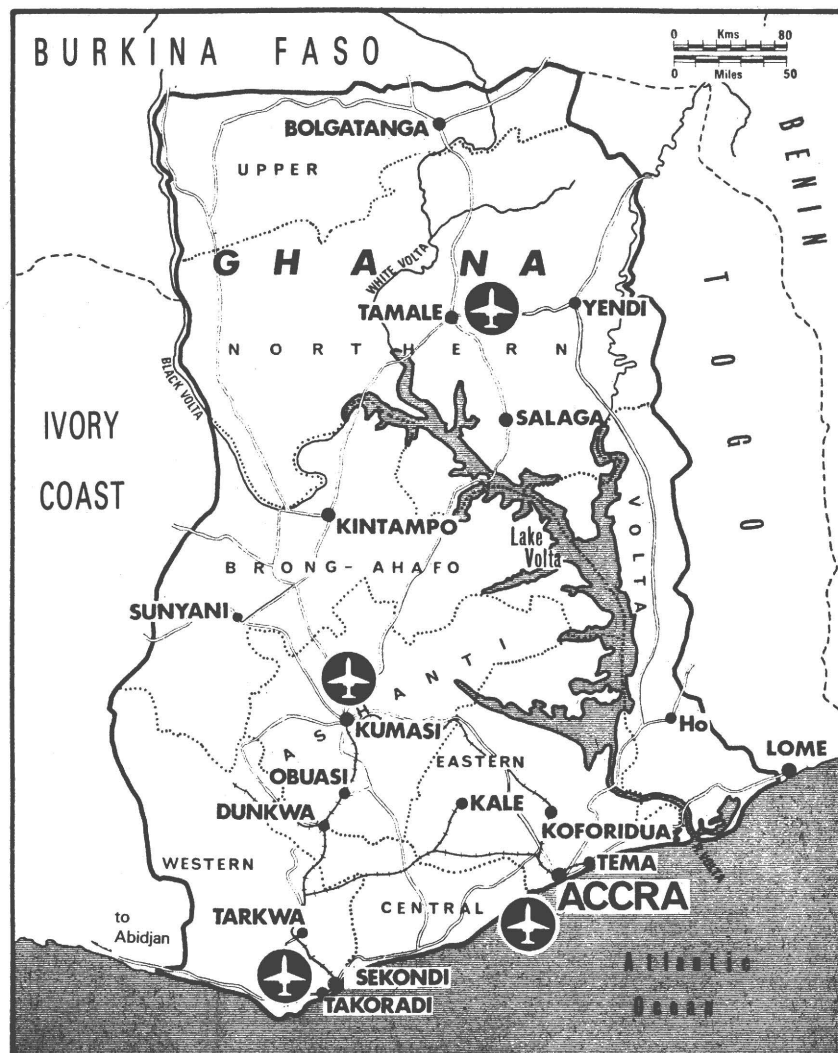 BURKINA FASO
0 Kms 80
0 Miles 50
BENIN
BOLGATANGA
UPPER
GHANA
WHITE VOLTA
TAMALE
YENDI
TOGO
NORTHERN
BLACK VOLTA
IVORY
COAST
SALAGA
KINTAMPO
Lake
Volta
VOLTA
BRONG-AHAFO
SUNYANI
ASHANTI
KUMASI
Ho
LOME
EASTERN
OBUASI
KALE
DUNKWA
KOFORIDUA
TEMA
WESTERN
ACCRA
CENTRAL
to
Abidjan
TARKWA
SEKONDI
TAKORADI
Atlantic
Ocean